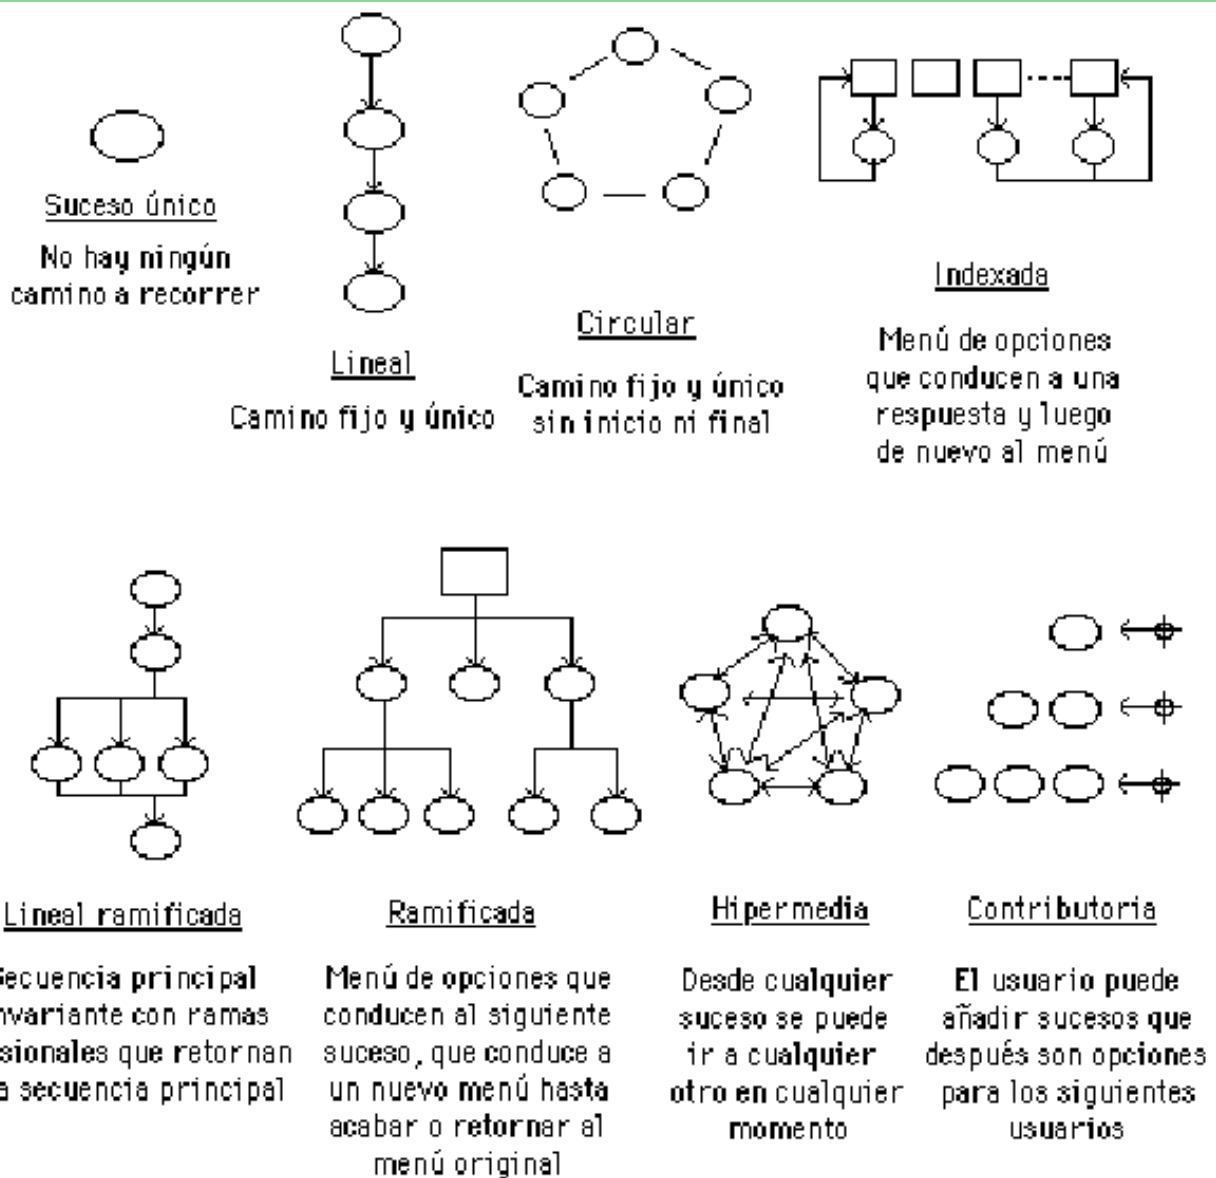 Suceso único
No hay ningún
camino a recorrer
Lineal
Camino fijo y único
Circular
Camino fijo y único
sin inicio ni final
Indexada
Menú de opciones
que conducen a una
respuesta y luego
de nuevo al menú
Lineal ramificada
ecuencia principal
nvariante con ramas
sionales que retornan
a secuencia principal
Ramificada
Menú de opciones que
conducen al siguiente
suceso, que conduce a
un nuevo menú hasta
acabar o retornar al
menú original
Hipermedia
Desde cualquier
suceso se puede
ir a cualquier
otro en cualquier
momento
Contributoria
El usuario puede
añadir sucesos que
después son opciones
para los siguientes
usuarios